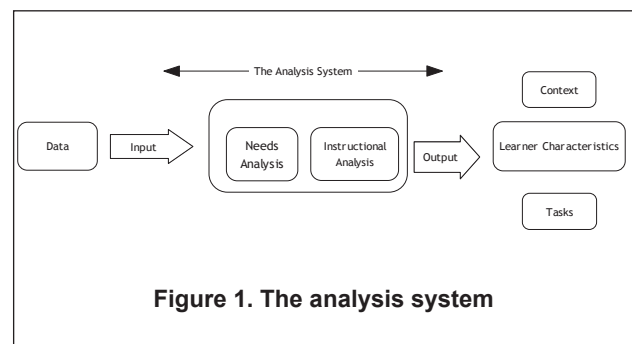 The Analysis System
Data
Input
Needs
Analysis
Instructional
Analysis
Output
Context
Learner Characteristics
Tasks
Figure 1. The analysis system